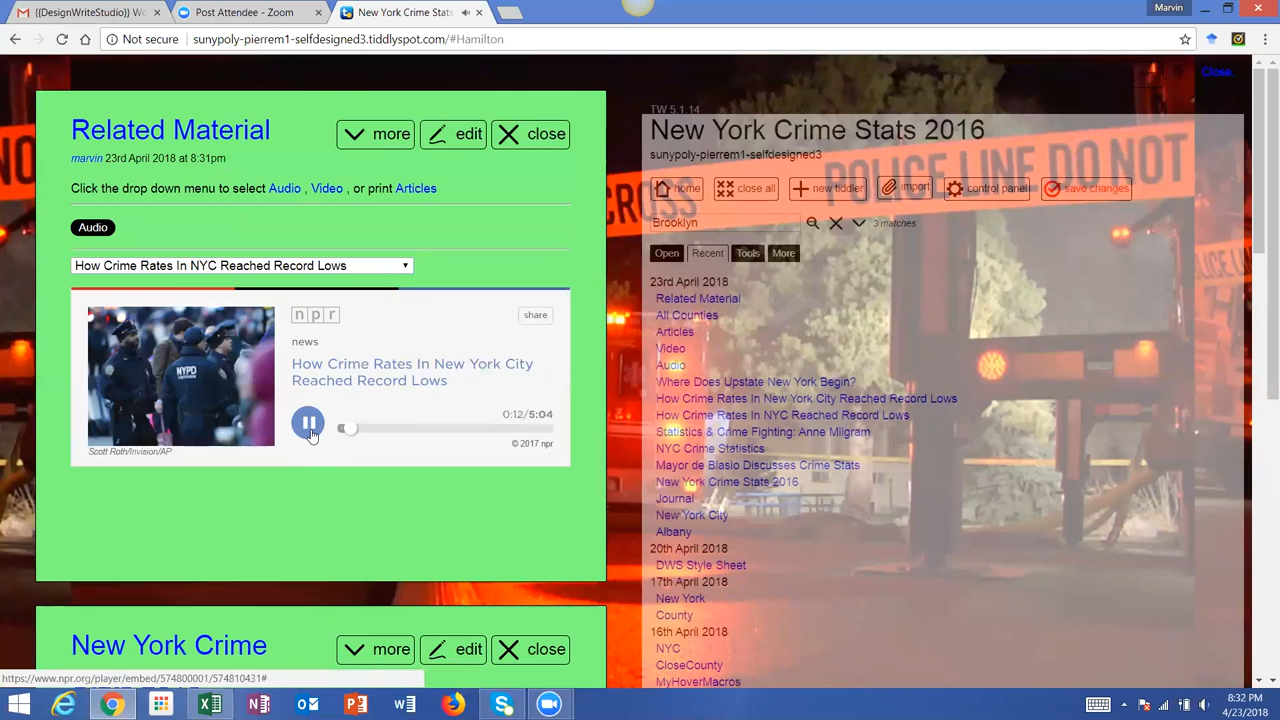 {{DesignWriteStudio}} Wo
Post Attendee - Zoom
New York Crime Stats
Marvin
Not secure
sunypoly-pierrem1-selfdesigned3.tiddlyspot.com/#Hamilton
Close
Related Material
more
edit
close
marvin 23rd April 2018 at 8:31pm
Click the drop down menu to select Audio , Video , or print Articles
Audio
How Crime Rates In NYC Reached Record Lows
npr
share
news
How Crime Rates In New York City
Reached Record Lows
0:12/5:04
© 2017 npr
Scott Roth/Invision/AP
New York Crime
more
edit
close
https://www.npr.org/player/embed/574800001/574810431#
TW 5.1.14
New York Crime Stats 2016
sunypoly-pierrem1-selfdesigned3
home
close all
new tiddler
import
control panel
save changes
Brooklyn
3 matches
Open
Recent
Tools
More
23rd April 2018
Related Material
All Counties
Articles
Video
Audio
Where Does Upstate New York Begin?
How Crime Rates In New York City Reached Record Lows
How Crime Rates In NYC Reached Record Lows
Statistics & Crime Fighting: Anne Milgram
NYC Crime Statistics
Mayor de Blasio Discusses Crime Stats
New York Crime Stats 2016
Journal
New York City
Albany
20th April 2018
DWS Style Sheet
17th April 2018
New York
County
16th April 2018
NYC
CloseCounty
MyHoverMacros
CROSS
POLICE LINE DO NOT
8:32 PM
4/23/2018